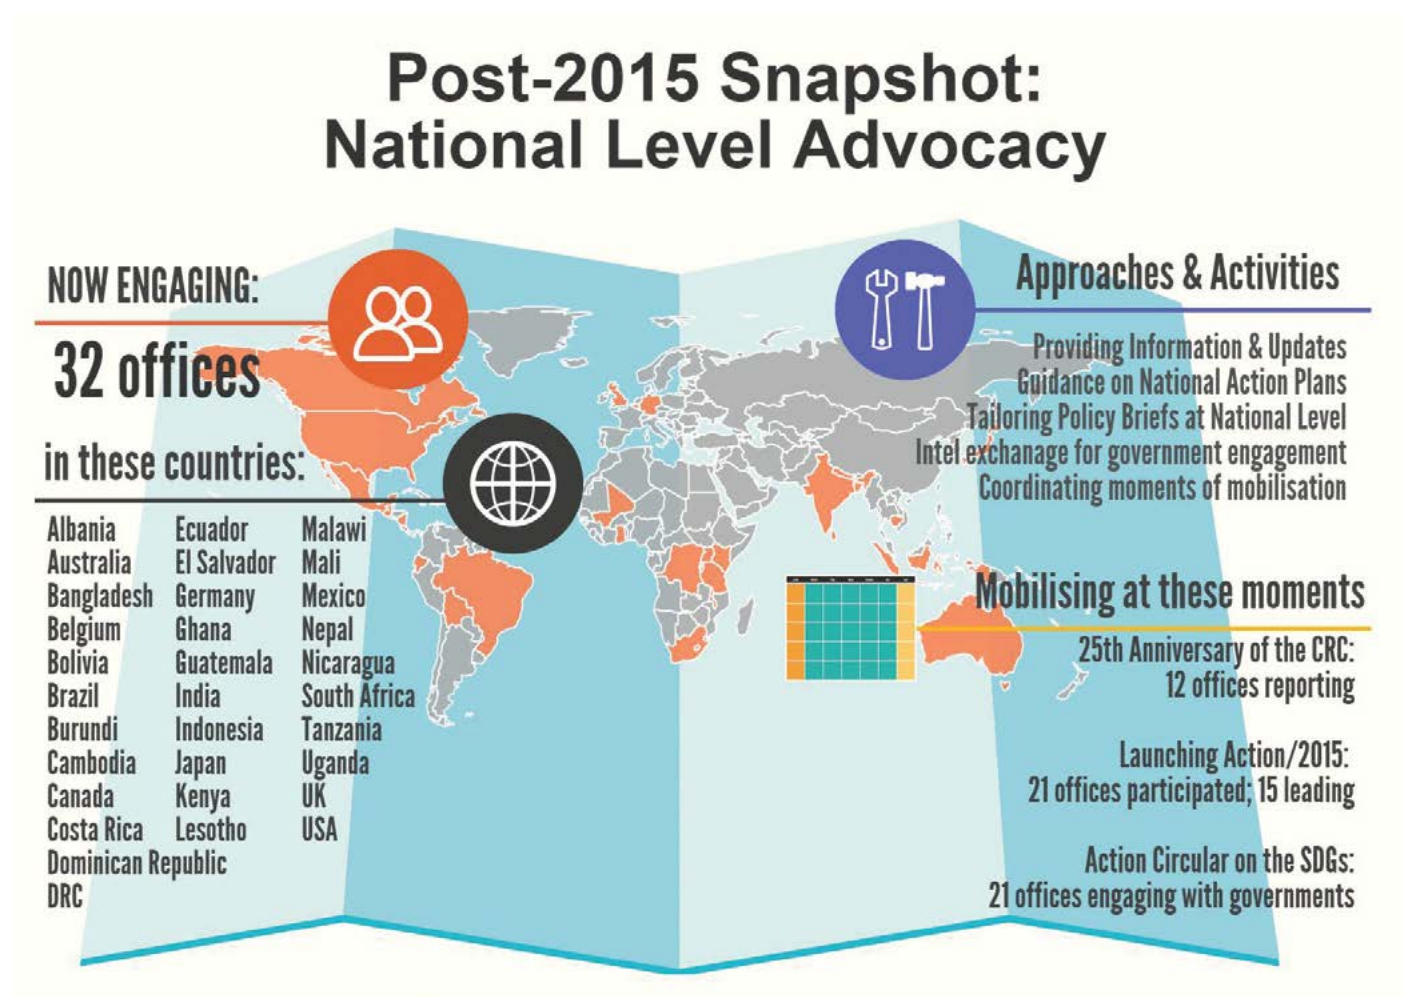 Post-2015 Snapshot:
National Level Advocacy
NOW ENGAGING:
32 offices
in these countries:
Albania
Australia
Bangladesh
Belgium
Bolivia
Brazil
Burundi
Cambodia
Canada
Costa Rica
Dominican Republic
DRC
Ecuador
El Salvador
Germany
Ghana
Guatemala
India
Indonesia
Japan
Kenya
Lesotho
Malawi
Mali
Mexico
Nepal
Nicaragua
South Africa
Tanzania
Uganda
UK
USA
Approaches & Activities
Providing Information & Updates
Guidance on National Action Plans
Tailoring Policy Briefs at National Level
Intel exchanage for government engagement
Coordinating moments of mobilisation
Mobilising at these moments
25th Anniversary of the CRC:
12 offices reporting
Launching Action/2015:
21 offices participated; 15 leading
Action Circular on the SDGs:
21 offices engaging with governments